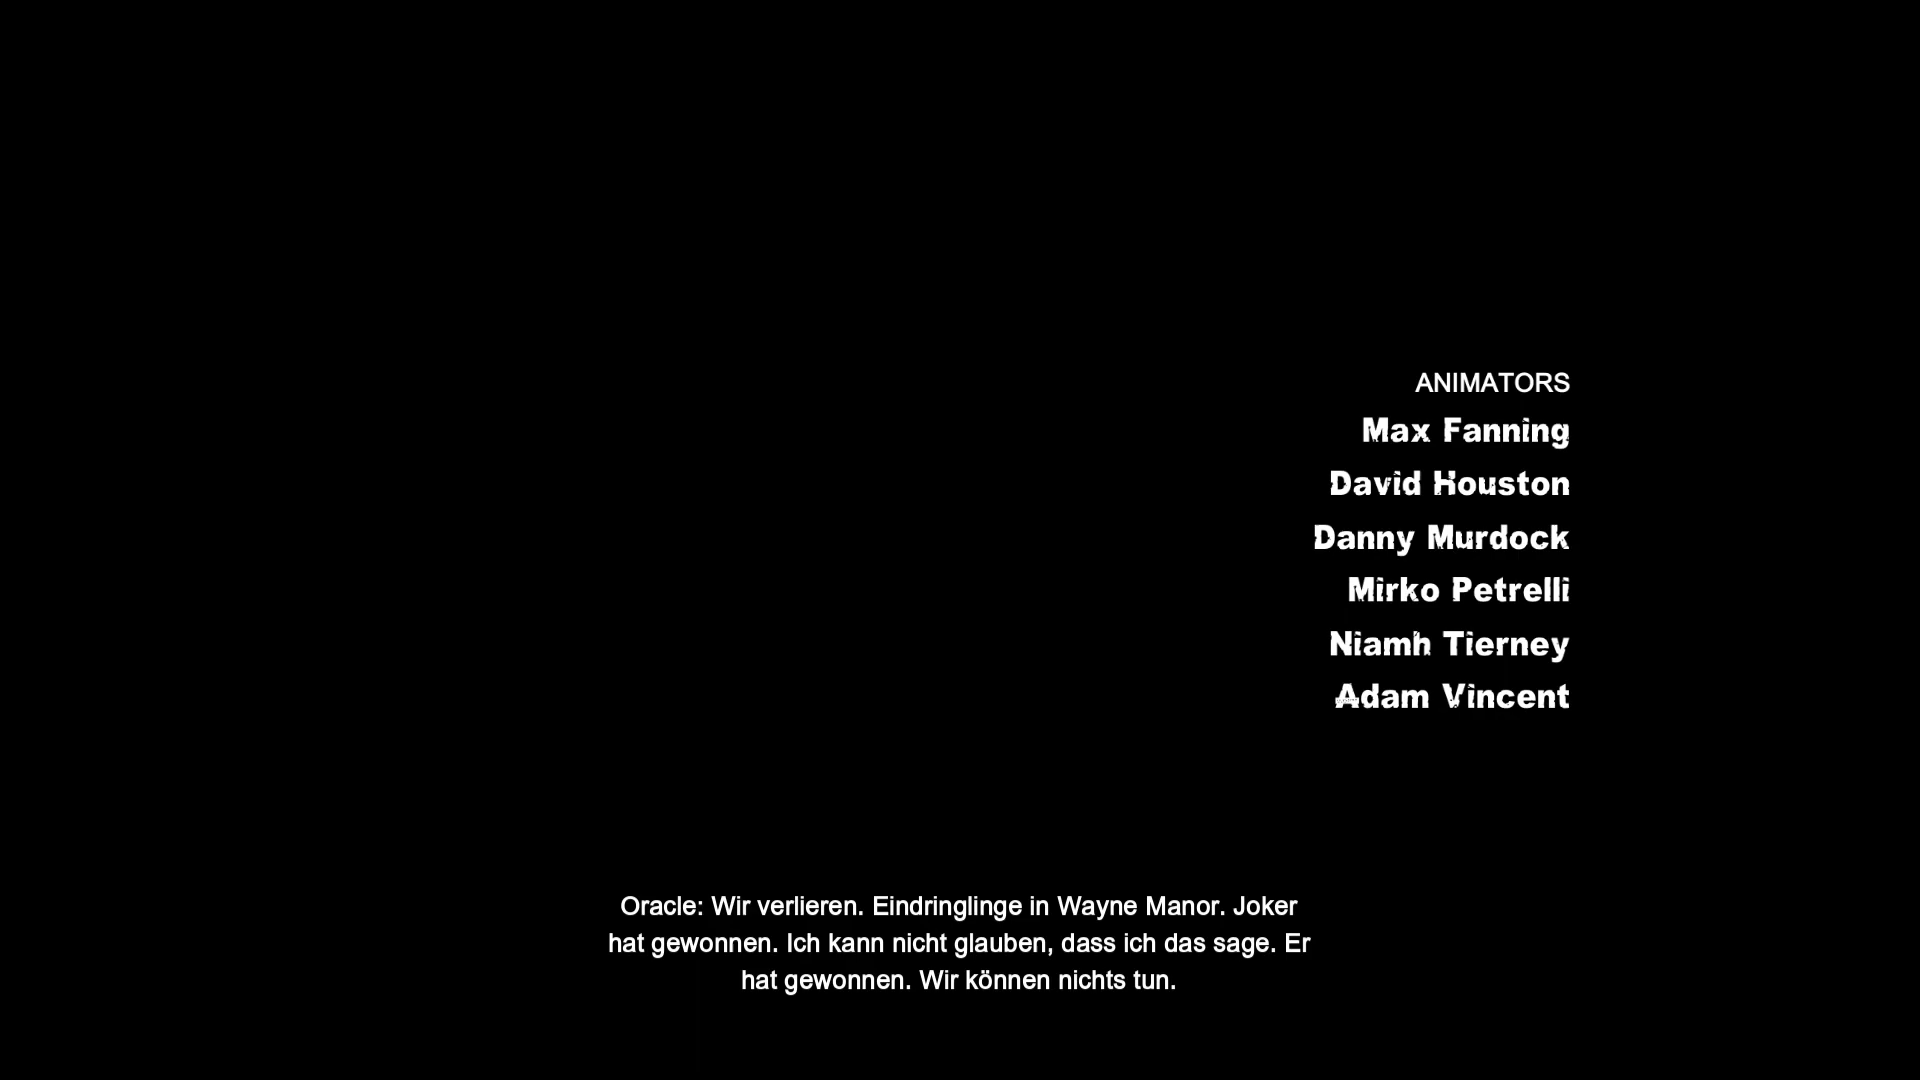 ANIMATORS
Max Fanning
David Houston
Danny Murdock
Mirko Petrelli
Niamh Tierney
Adam Vincent
Oracle: Wir verlieren. Eindringlinge in Wayne Manor. Joker
hat gewonnen. Ich kann nicht glauben, dass ich das sage. Er
hat gewonnen. Wir können nichts tun.